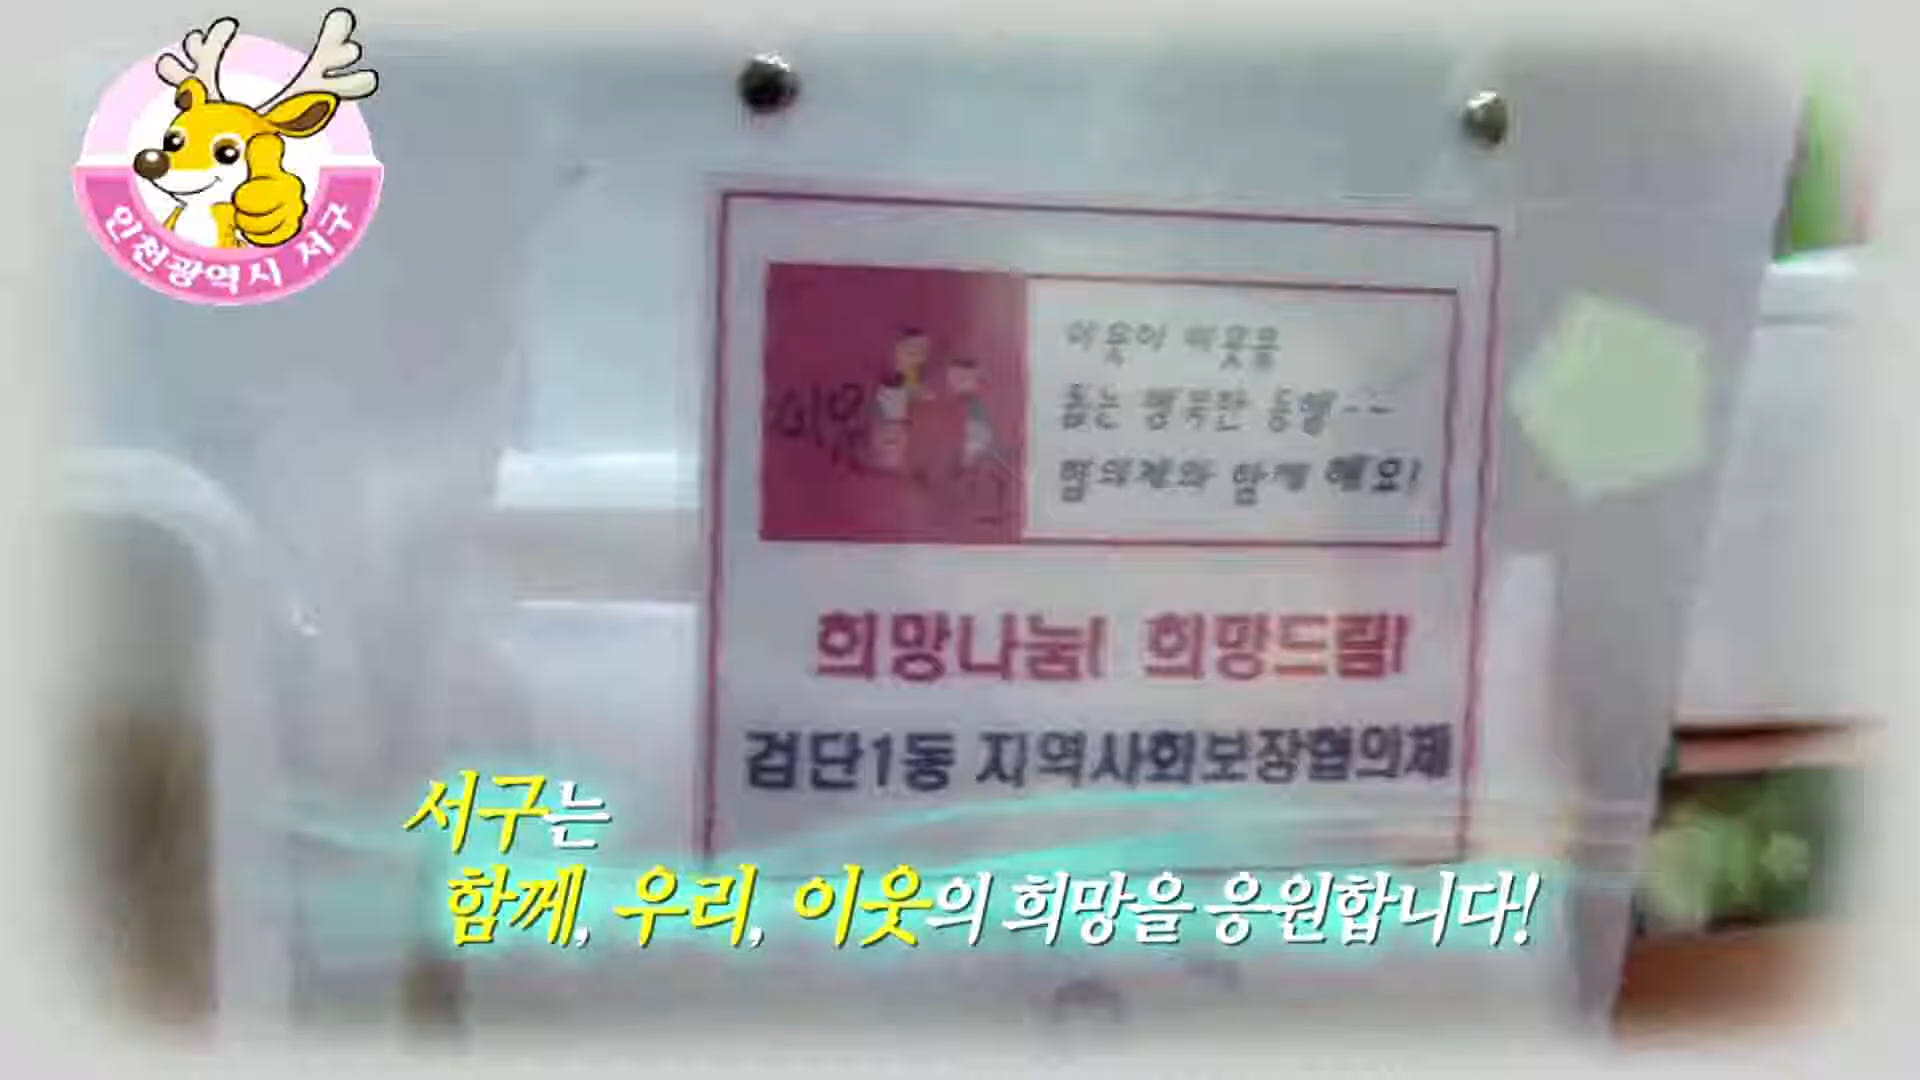 인천광역시 서구
이웃이 이웃을
돕는 행복한 동행~~
협의체와 함께 해요!
희망나눔! 희망드림!
검단1동 지역사회보장협의체
서구는
함께, 우리, 이웃의 희망을 응원합니다!